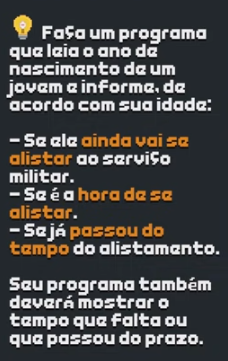 Faça um programa
que leia o ano de
nascimento de um
jovem e informe, de
acordo com sua idade:
- Se ele ainda vai se
alistar ao serviço
militar.
- Se é a hora de se
alistar.
- Se já passou do
tempo do alistamento.
Seu programa também
deverá mostrar o
tempo que falta ou
que passou do prazo.